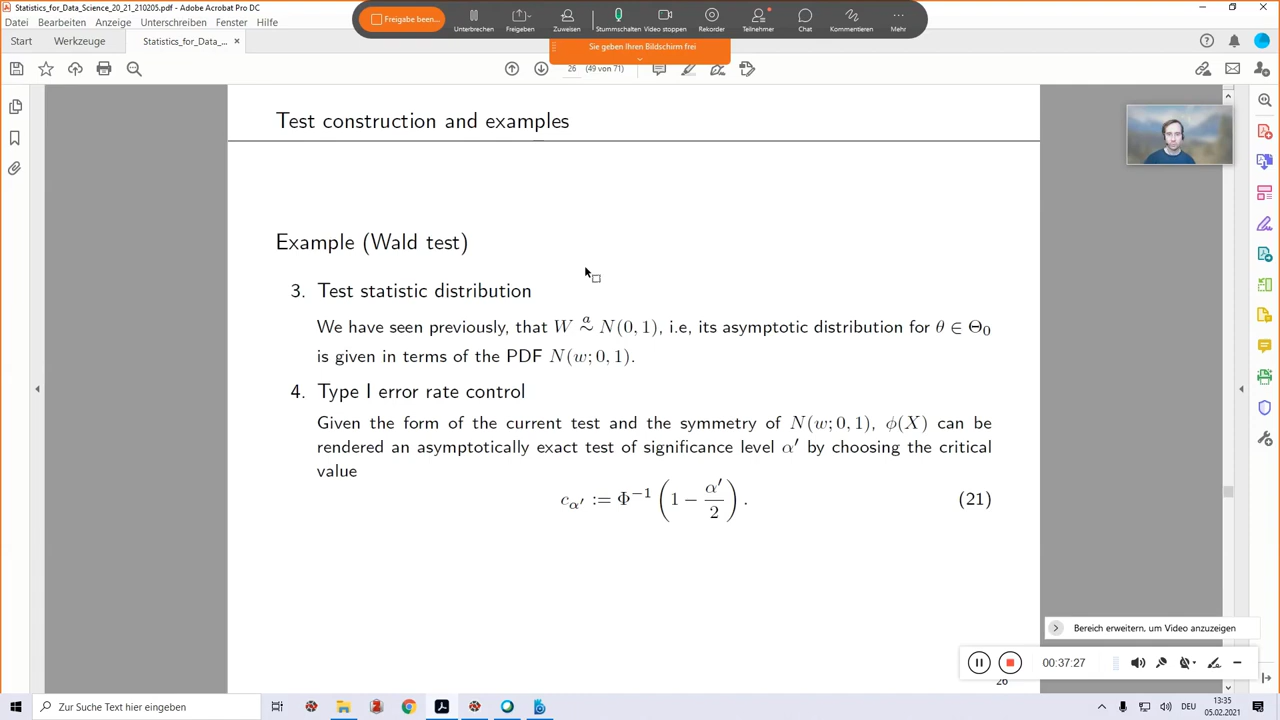 Statistics_for_Data_Science_20_21_210205.pdf - Adobe Acrobat Pro DC
Datei Bearbeiten Anzeige Unterschreiben Fenster Hilfe
Freigabe been...
Unterbrechen
Freigeben
Zuweisen
Stummschalten
Video stoppen
Rekorder
Teilnehmer
Chat
Kommentieren
Mehr
Start Werkzeuge Statistics_for_Data_... ×
Sie geben Ihren Bildschirm frei
26 (49 von 71)
Test construction and examples
Example (Wald test)
3. Test statistic distribution
We have seen previously, that W ∼ᵃ N(0, 1), i.e, its asymptotic distribution for θ ∈ Θ₀
is given in terms of the PDF N(w; 0, 1).
4. Type I error rate control
Given the form of the current test and the symmetry of N(w; 0, 1), ϕ(X) can be
rendered an asymptotically exact test of significance level α′ by choosing the critical
value
c_α′ := Φ⁻¹ (1 − α′/2). (21)
Bereich erweitern, um Video anzuzeigen
00:37:27
26
Zur Suche Text hier eingeben
DEU
13:35
05.02.2021